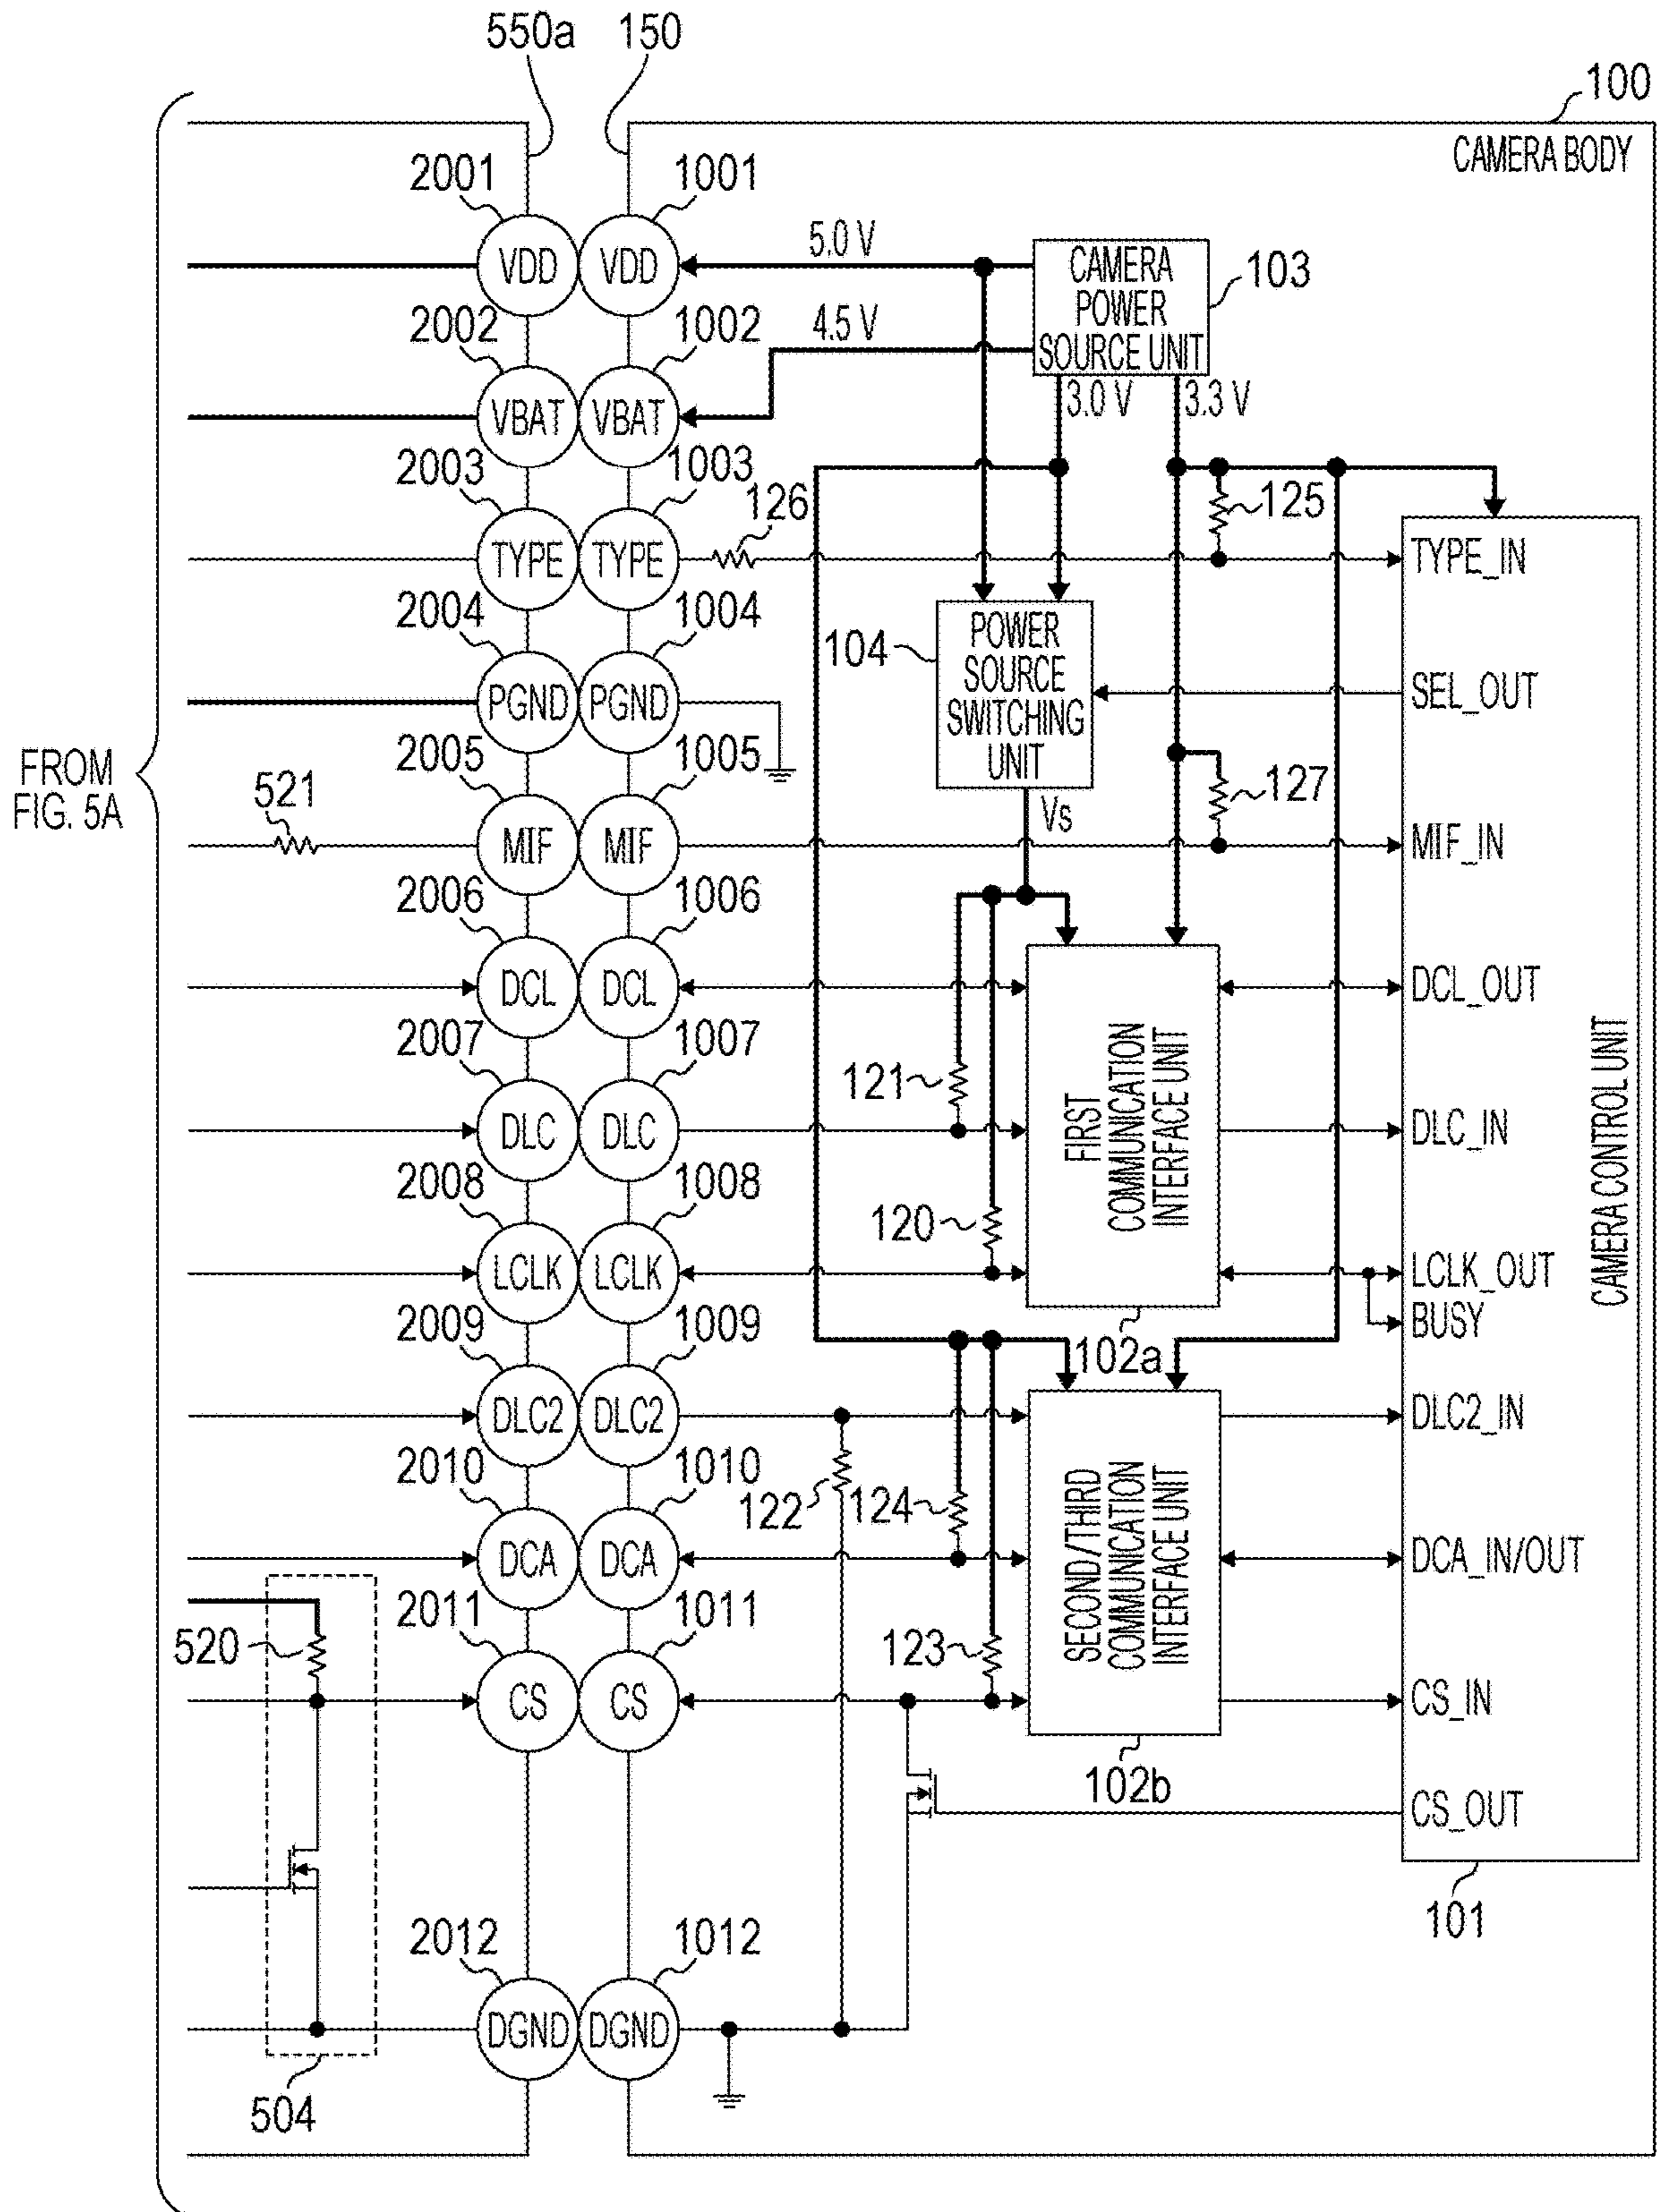 550a
150
100
CAMERA BODY
2001
1001
VDD
VDD
5.0 V
CAMERA
POWER
SOURCE UNIT
103
2002
1002
4.5 V
VBAT
VBAT
3.0 V
3.3 V
2003
1003
126
125
TYPE
TYPE
TYPE_IN
2004
1004
104
POWER
SOURCE
SWITCHING
UNIT
PGND
PGND
SEL_OUT
FROM
FIG. 5A
2005
1005
521
Vs
127
MIF
MIF
MIF_IN
2006
1006
DCL
DCL
DCL_OUT
2007
1007
121
FIRST
COMMUNICATION
INTERFACE UNIT
CAMERA CONTROL UNIT
DLC
DLC
DLC_IN
2008
1008
120
LCLK
LCLK
LCLK_OUT
BUSY
2009
1009
102a
DLC2
DLC2
DLC2_IN
2010
1010
122
124
SECOND/THIRD
COMMUNICATION
INTERFACE UNIT
DCA
DCA
DCA_IN/OUT
2011
1011
520
123
CS
CS
CS_IN
102b
CS_OUT
101
2012
1012
DGND
DGND
504